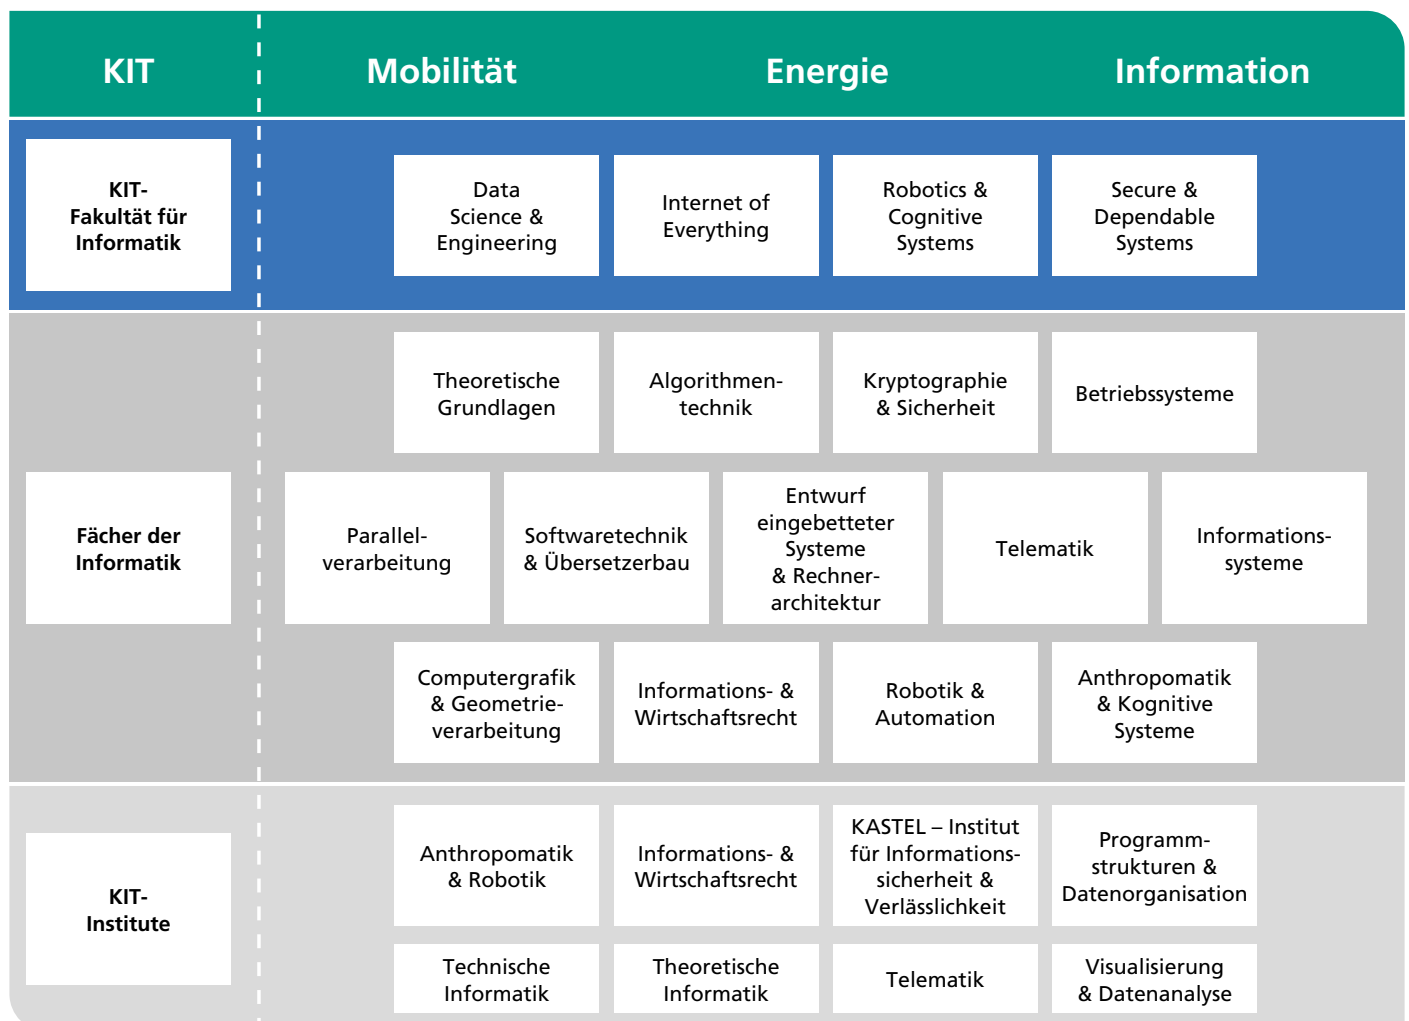 KIT Mobilität Energie Information
KIT-
Fakultät für
Informatik
Data
Science &
Engineering
Internet of
Everything
Robotics &
Cognitive
Systems
Secure &
Dependable
Systems
Fächer der
Informatik
Theoretische
Grundlagen
Algorithmen-
technik
Kryptographie
& Sicherheit
Betriebssysteme
Parallel-
verarbeitung
Softwaretechnik
& Übersetzerbau
Entwurf
eingebetteter
Systeme
& Rechner-
architektur
Telematik
Informations-
systeme
Computergrafik
& Geometrie-
verarbeitung
Informations- &
Wirtschaftsrecht
Robotik &
Automation
Anthropomatik
& Kognitive
Systeme
KIT-
Institute
Anthropomatik
& Robotik
Informations- &
Wirtschaftsrecht
KASTEL – Institut
für Informations-
sicherheit &
Verlässlichkeit
Programm-
strukturen &
Datenorganisation
Technische
Informatik
Theoretische
Informatik
Telematik
Visualisierung
& Datenanalyse